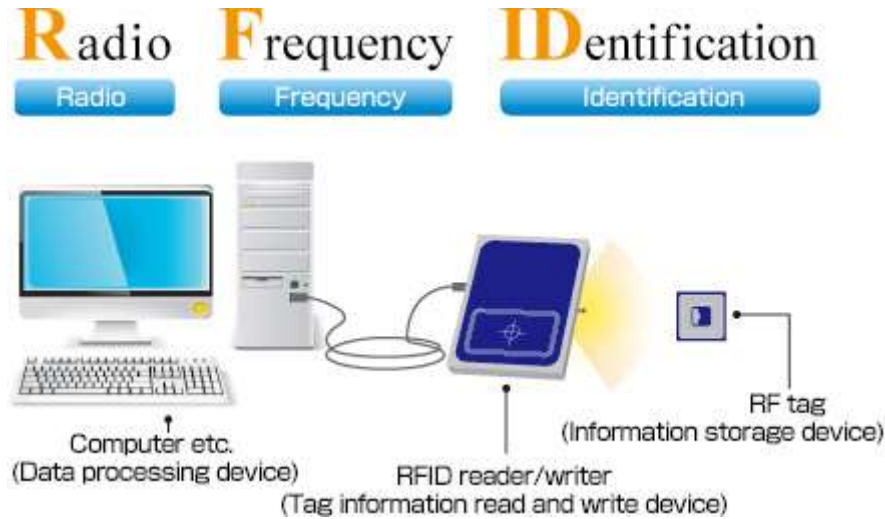 Radio Frequency IDentification
Radio Frequency Identification
Computer etc.
(Data processing device)
RFID reader/writer
(Tag information read and write device)
RF tag
(Information storage device)